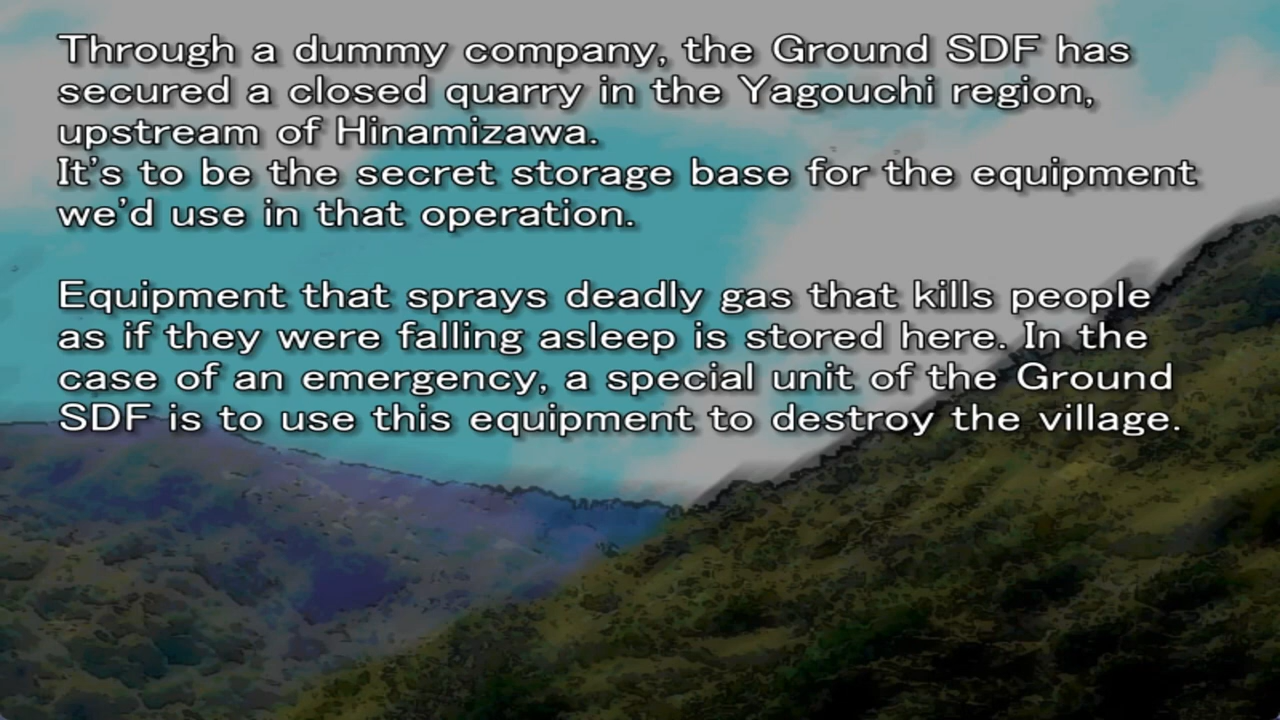 Through a dummy company, the Ground SDF has
secured a closed quarry in the Yagouchi region,
upstream of Hinamizawa.
It's to be the secret storage base for the equipment
we'd use in that operation.
Equipment that sprays deadly gas that kills people
as if they were falling asleep is stored here. In the
case of an emergency, a special unit of the Ground
SDF is to use this equipment to destroy the village.